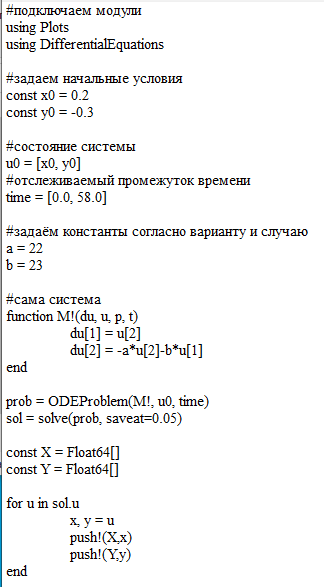 #подключаем модули
using Plots
using DifferentialEquations
#задаем начальные условия
const x0 = 0.2
const y0 = -0.3
#состояние системы
u0 = [x0, y0]
#отслеживаемый промежуток времени
time = [0.0, 58.0]
#задаём константы согласно варианту и случаю
a = 22
b = 23
#сама система
function M!(du, u, p, t)
du[1] = u[2]
du[2] = -a*u[2]-b*u[1]
end
prob = ODEProblem(M!, u0, time)
sol = solve(prob, saveat=0.05)
const X = Float64[]
const Y = Float64[]
for u in sol.u
x, y = u
push!(X,x)
push!(Y,y)
end